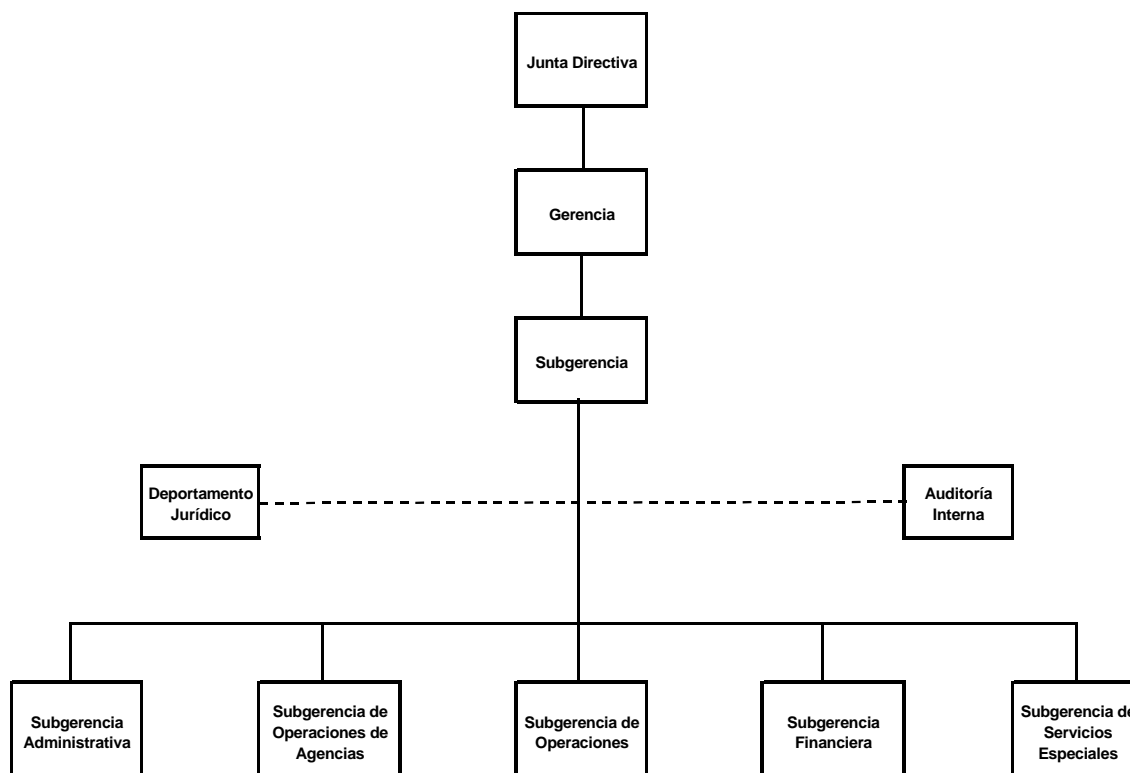 Junta Directiva
Gerencia
Subgerencia
Deportamento
Jurídico
Auditoría
Interna
Subgerencia
Administrativa
Subgerencia de
Operaciones de
Agencias
Subgerencia de
Operaciones
Subgerencia
Financiera
Subgerencia de
Servicios
Especiales